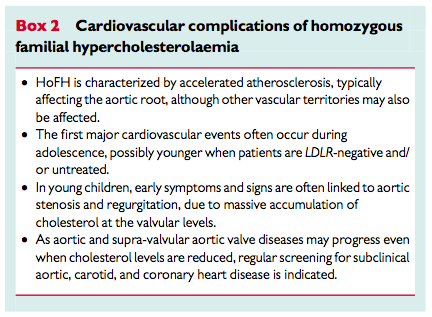 Box 2 Cardiovascular complications of homozygous
familial hypercholesterolaemia
• HoFH is characterized by accelerated atherosclerosis, typically
affecting the aortic root, although other vascular territories may also
be affected.
• The first major cardiovascular events often occur during
adolescence, possibly younger when patients are LDLR-negative and/
or untreated.
• In young children, early symptoms and signs are often linked to aortic
stenosis and regurgitation, due to massive accumulation of
cholesterol at the valvular levels.
• As aortic and supra-valvular aortic valve diseases may progress even
when cholesterol levels are reduced, regular screening for subclinical
aortic, carotid, and coronary heart disease is indicated.